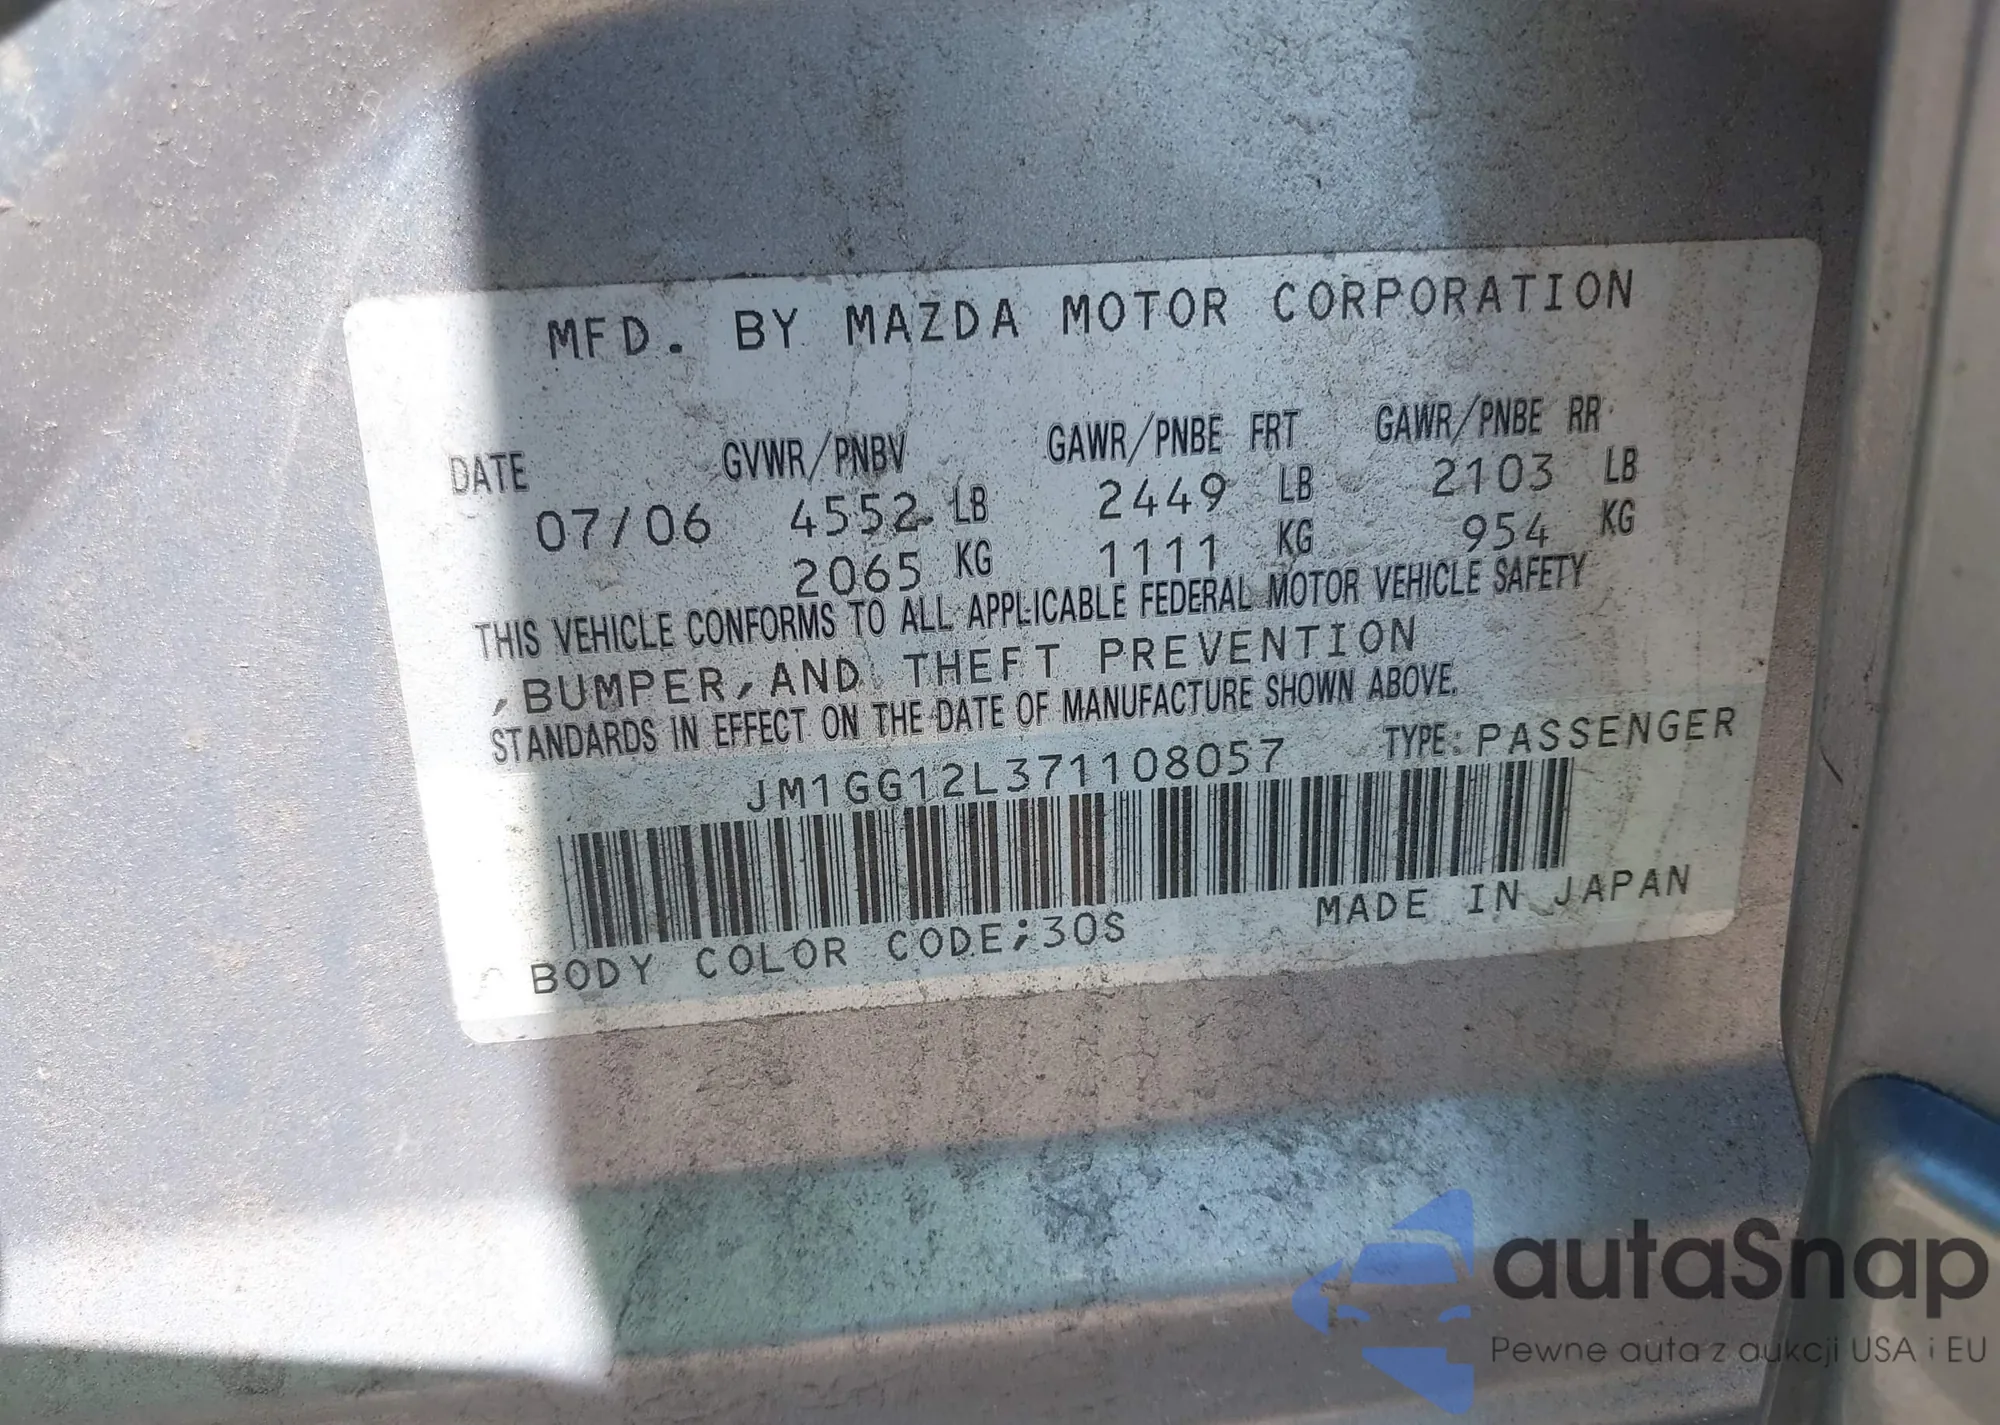 MFD. BY MAZDA MOTOR CORPORATION
DATE GVWR/PNBV GAWR/PNBE FRT GAWR/PNBE RR
07/06 4552 LB 2449 LB 2103 LB
2065 KG 1111 KG 954 KG
THIS VEHICLE CONFORMS TO ALL APPLICABLE FEDERAL MOTOR VEHICLE SAFETY
,BUMPER,AND THEFT PREVENTION
STANDARDS IN EFFECT ON THE DATE OF MANUFACTURE SHOWN ABOVE.
JM1GG12L371108057 TYPE: PASSENGER
BODY COLOR CODE;30S MADE IN JAPAN
autaSnap
Pewne auta z aukcji USA i EU